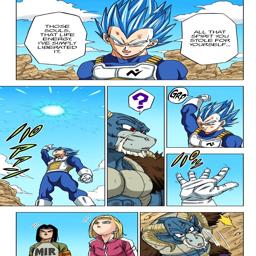 THOSE
SOULS,
THAT LIFE
ENERGY,
I'VE SIMPLY
LIBERATED
IT.
ALL
THAT
SPIRIT YOU
STOLE FOR
YOURSELF...
?
MIR